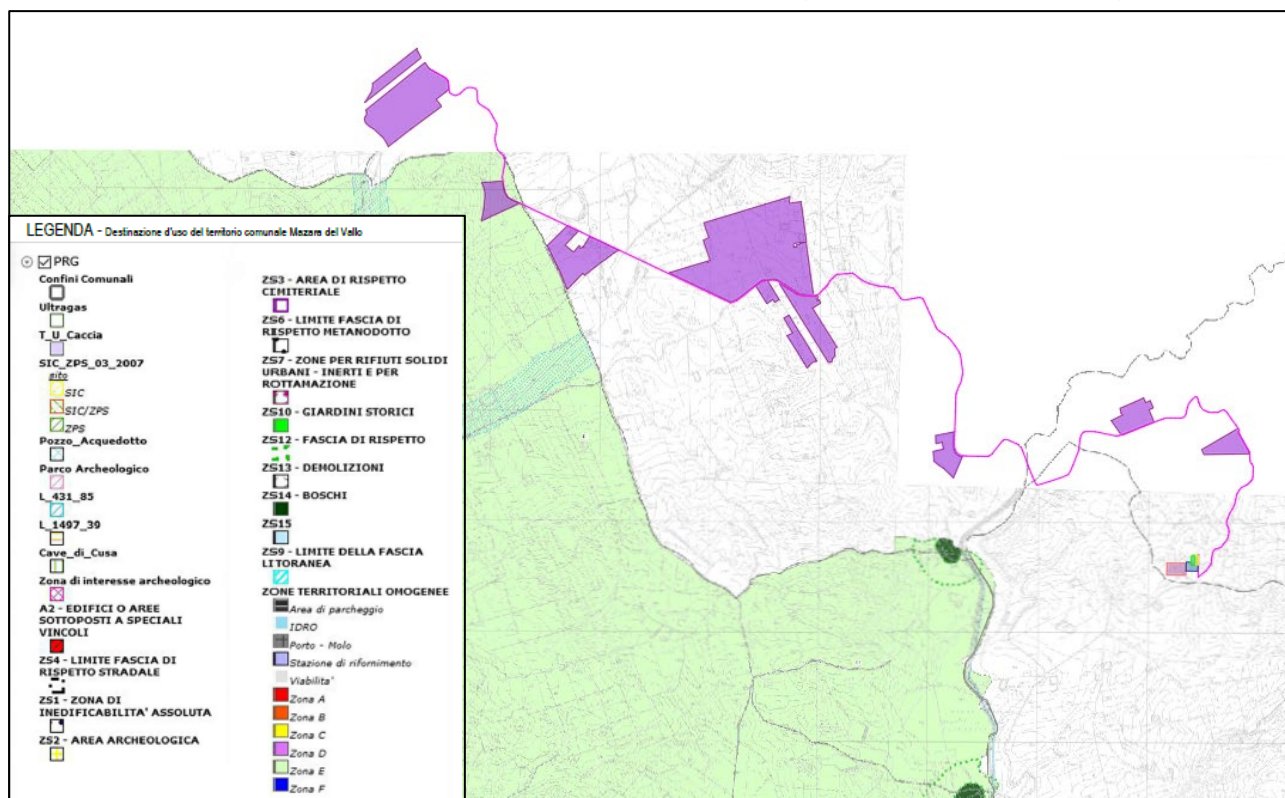 LEGENDA - Destinazione d'uso del territorio comunale Mazara del Vallo
PRG
Confini Comunali
Ultragas
T_U_Caccia
SIC_ZPS_03_2007
sito
SIC
SIC/ZPS
ZPS
Pozzo_Acquedotto
Parco Archeologico
L_431_85
L_1497_39
Cave_di_Cusa
Zona di interesse archeologico
A2 - EDIFICI O AREE
SOTTOPOSTI A SPECIALI
VINCOLI
ZS4 - LIMITE FASCIA DI
RISPETTO STRADALE
ZS1 - ZONA DI
INEDIFICABILITA' ASSOLUTA
ZS2 - AREA ARCHEOLOGICA
ZS3 - AREA DI RISPETTO
CIMITERIALE
ZS6 - LIMITE FASCIA DI
RISPETTO METANODOTTO
ZS7 - ZONE PER RIFIUTI SOLIDI
URBANI - INERTI E PER
ROTTAMAZIONE
ZS10 - GIARDINI STORICI
ZS12 - FASCIA DI RISPETTO
ZS13 - DEMOLIZIONI
ZS14 - BOSCHI
ZS15
ZS9 - LIMITE DELLA FASCIA
LITORANEA
ZONE TERRITORIALI OMOGENEE
Area di parcheggio
IDRO
Porto - Molo
Stazione di rifornimento
Viabilita'
Zona A
Zona B
Zona C
Zona D
Zona E
Zona F